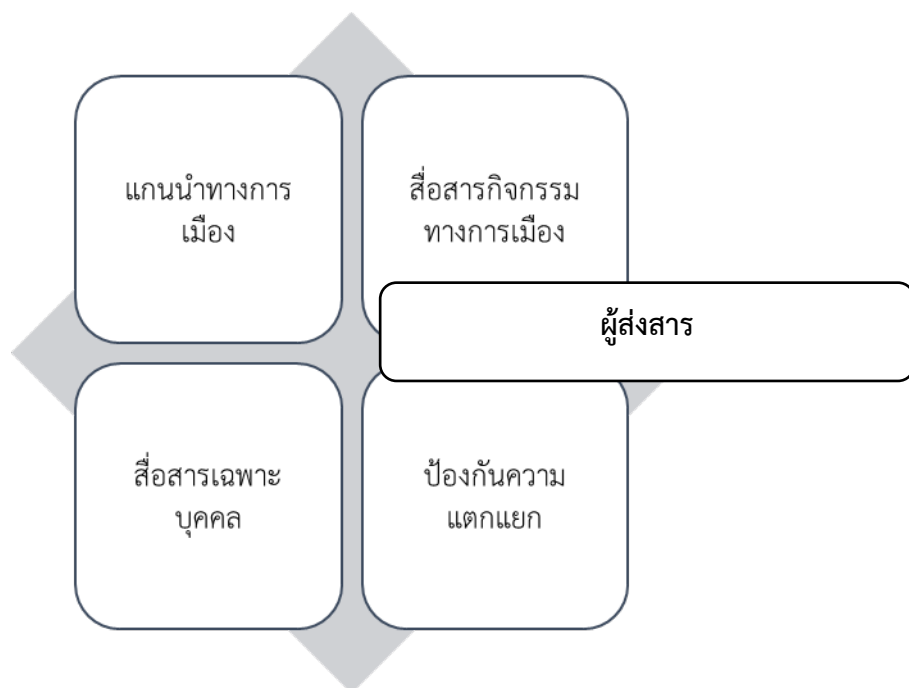 แกนนำทางการ
เมือง
สื่อสารกิจกรรม
ทางการเมือง
ผู้ส่งสาร
สื่อสารเฉพาะ
บุคคล
ป้องกันความ
แตกแยก